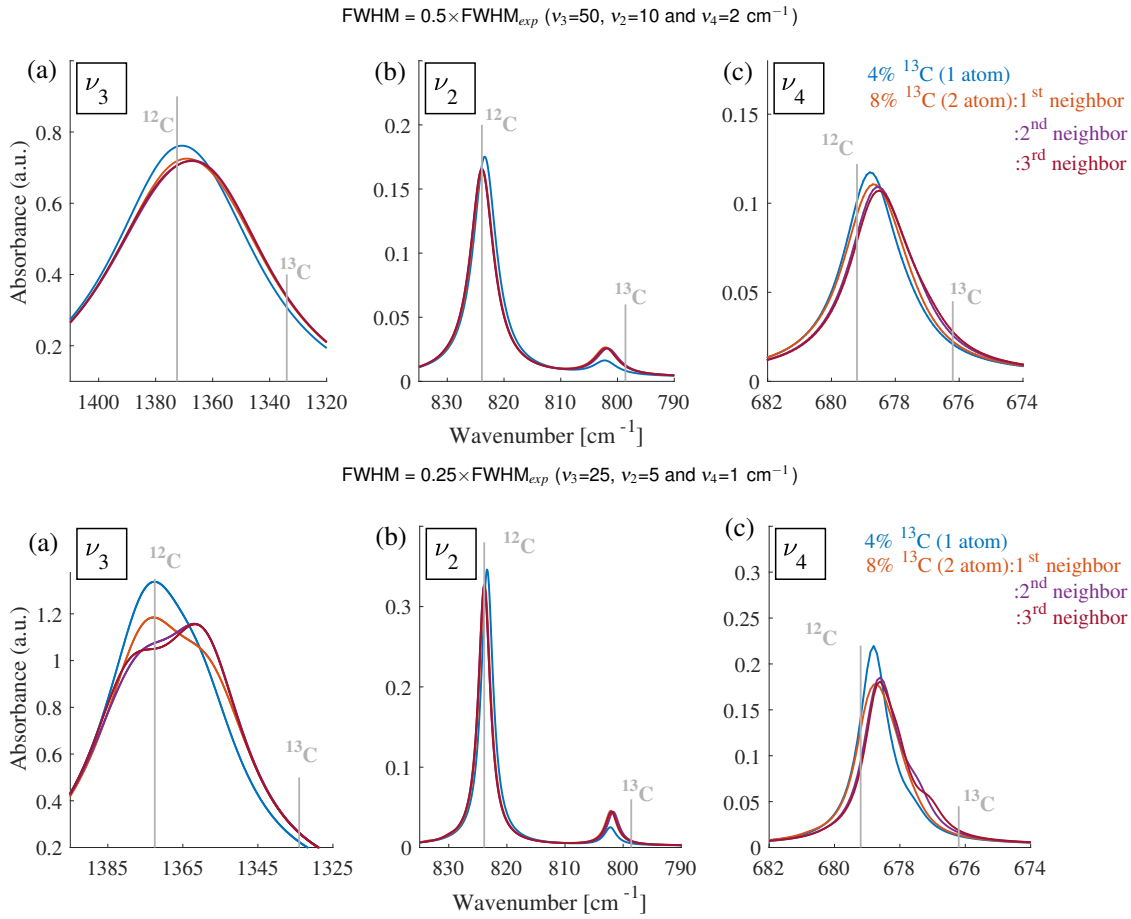 FWHM = 0.5×FWHM_exp (ν₃=50, ν₂=10 and ν₄=2 cm⁻¹)
(a)
ν₃
¹²C
¹³C
Absorbance (a.u.)
0.8
0.6
0.4
0.2
1400 1380 1360 1340 1320
(b)
ν₂
¹²C
¹³C
0.2
0.15
0.1
0.05
0
830 820 810 800 790
Wavenumber [cm⁻¹]
(c)
ν₄
4% ¹³C (1 atom)
8% ¹³C (2 atom):1ˢᵗ neighbor
:2ⁿᵈ neighbor
:3ʳᵈ neighbor
¹²C
¹³C
0.15
0.1
0.05
0
682 680 678 676 674
FWHM = 0.25×FWHM_exp (ν₃=25, ν₂=5 and ν₄=1 cm⁻¹)
(a)
ν₃
¹²C
¹³C
Absorbance (a.u.)
1.2
1
0.8
0.6
0.4
0.2
1385 1365 1345 1325
(b)
ν₂
¹²C
¹³C
0.4
0.3
0.2
0.1
0
830 820 810 800 790
Wavenumber [cm⁻¹]
(c)
ν₄
4% ¹³C (1 atom)
8% ¹³C (2 atom):1ˢᵗ neighbor
:2ⁿᵈ neighbor
:3ʳᵈ neighbor
¹²C
¹³C
0.3
0.25
0.2
0.15
0.1
0.05
0
682 680 678 676 674